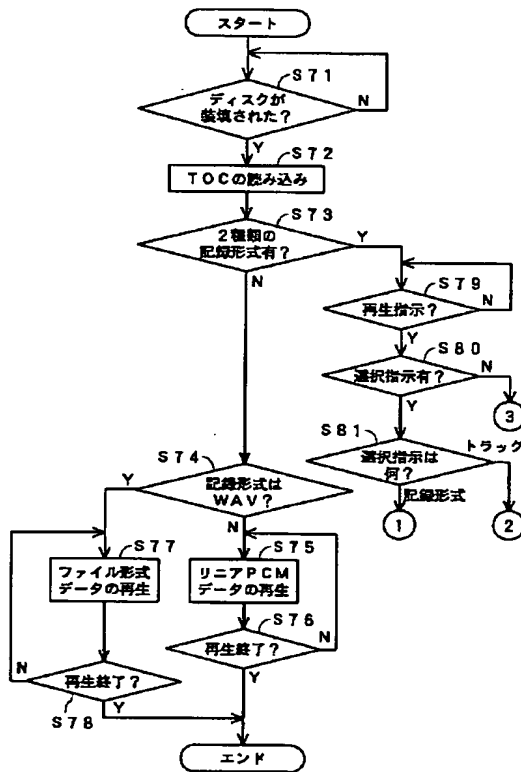 スタート
S71
ディスクが
装填された?
N
Y
S72
TOCの読み込み
S73
2種類の
記録形式有?
Y
N
S79
再生指示?
N
Y
S80
選択指示有?
N
Y
3
S81
選択指示は
何?
トラック
記録形式
1
2
S74
記録形式は
WAV?
Y
N
S77
ファイル形式
データの再生
S75
リニアPCM
データの再生
S76
再生終了?
N
Y
再生終了?
N
Y
S78
エンド